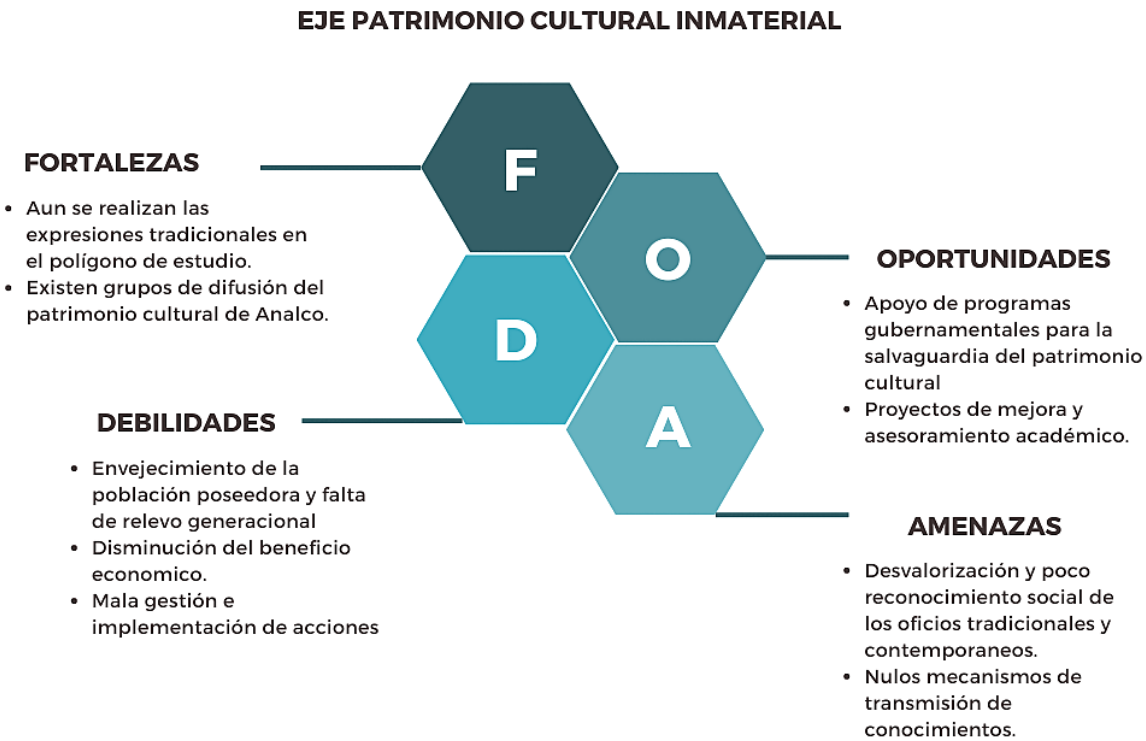 EJE PATRIMONIO CULTURAL INMATERIAL
F
FORTALEZAS
• Aun se realizan las
expresiones tradicionales en
el polígono de estudio.
• Existen grupos de difusión del
patrimonio cultural de Analco.
O
OPORTUNIDADES
• Apoyo de programas
gubernamentales para la
salvaguardia del patrimonio
cultural
• Proyectos de mejora y
asesoramiento académico.
D
DEBILIDADES
• Envejecimiento de la
población poseedora y falta
de relevo generacional
• Disminución del beneficio
economico.
• Mala gestión e
implementación de acciones
A
AMENAZAS
• Desvalorización y poco
reconocimiento social de
los oficios tradicionales y
contemporaneos.
• Nulos mecanismos de
transmisión de
conocimientos.